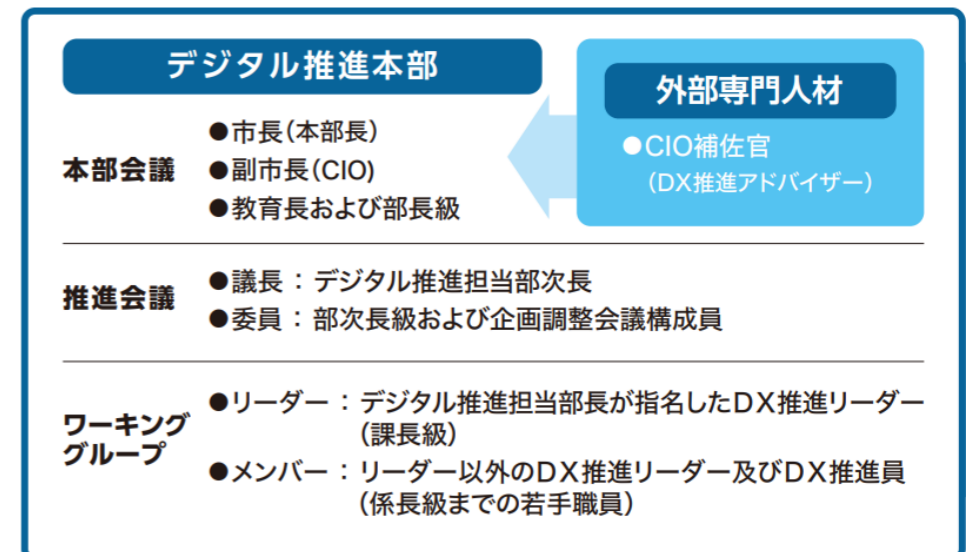 デジタル推進本部
外部専門人材
●CIO補佐官
（DX推進アドバイザー）
本部会議
●市長（本部長）
●副市長（CIO）
●教育長および部長級
推進会議
●議長：デジタル推進担当部次長
●委員：部次長級および企画調整会議構成員
ワーキング
グループ
●リーダー：デジタル推進担当部長が指名したDX推進リーダー
（課長級）
●メンバー：リーダー以外のDX推進リーダー及びDX推進員
（係長級までの若手職員）